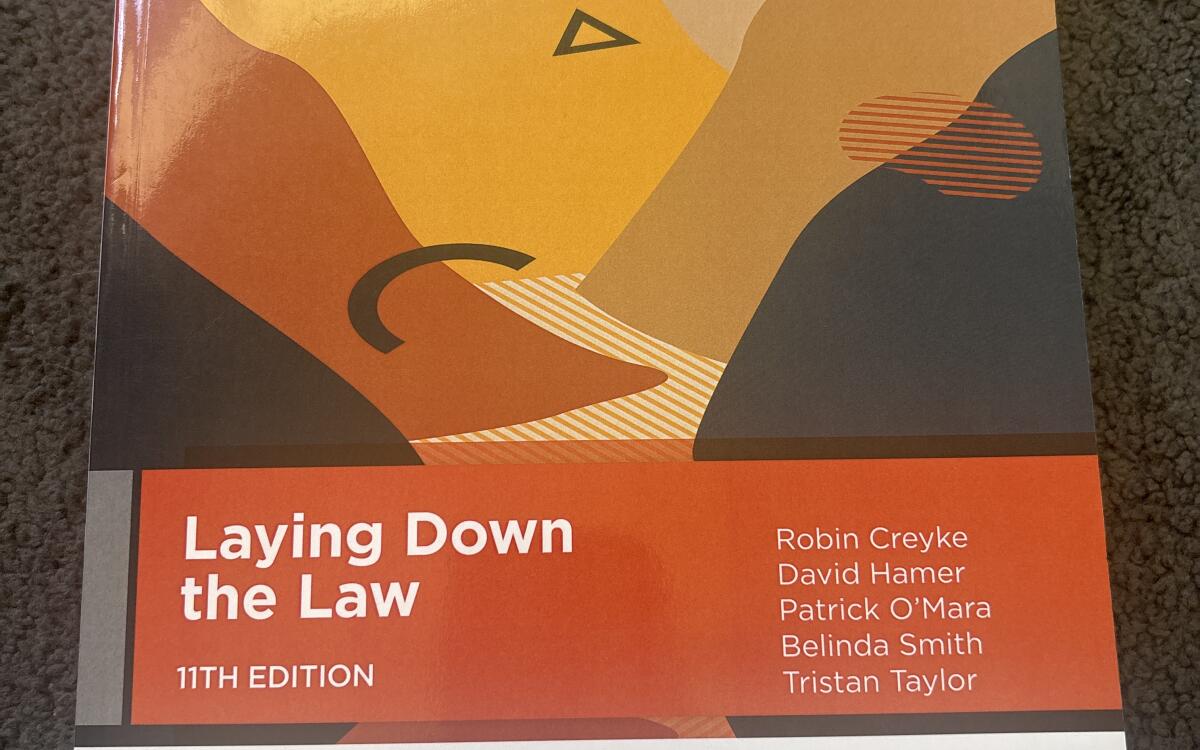 Laying Down
the Law
11TH EDITION
Robin Creyke
David Hamer
Patrick O'Mara
Belinda Smith
Tristan Taylor